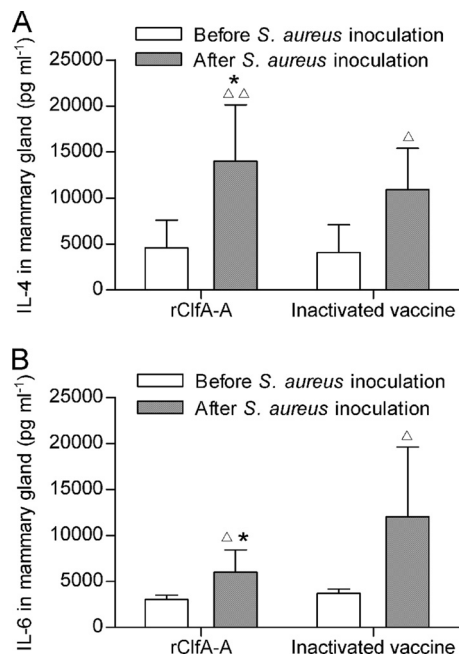 A
Before S. aureus inoculation
After S. aureus inoculation
IL-4 in mammary gland (pg ml-1)
25000
20000
15000
10000
5000
0
*
△ △
△
rClfA-A Inactivated vaccine
B
Before S. aureus inoculation
After S. aureus inoculation
IL-6 in mammary gland (pg ml-1)
25000
20000
15000
10000
5000
0
△ *
△
rClfA-A Inactivated vaccine